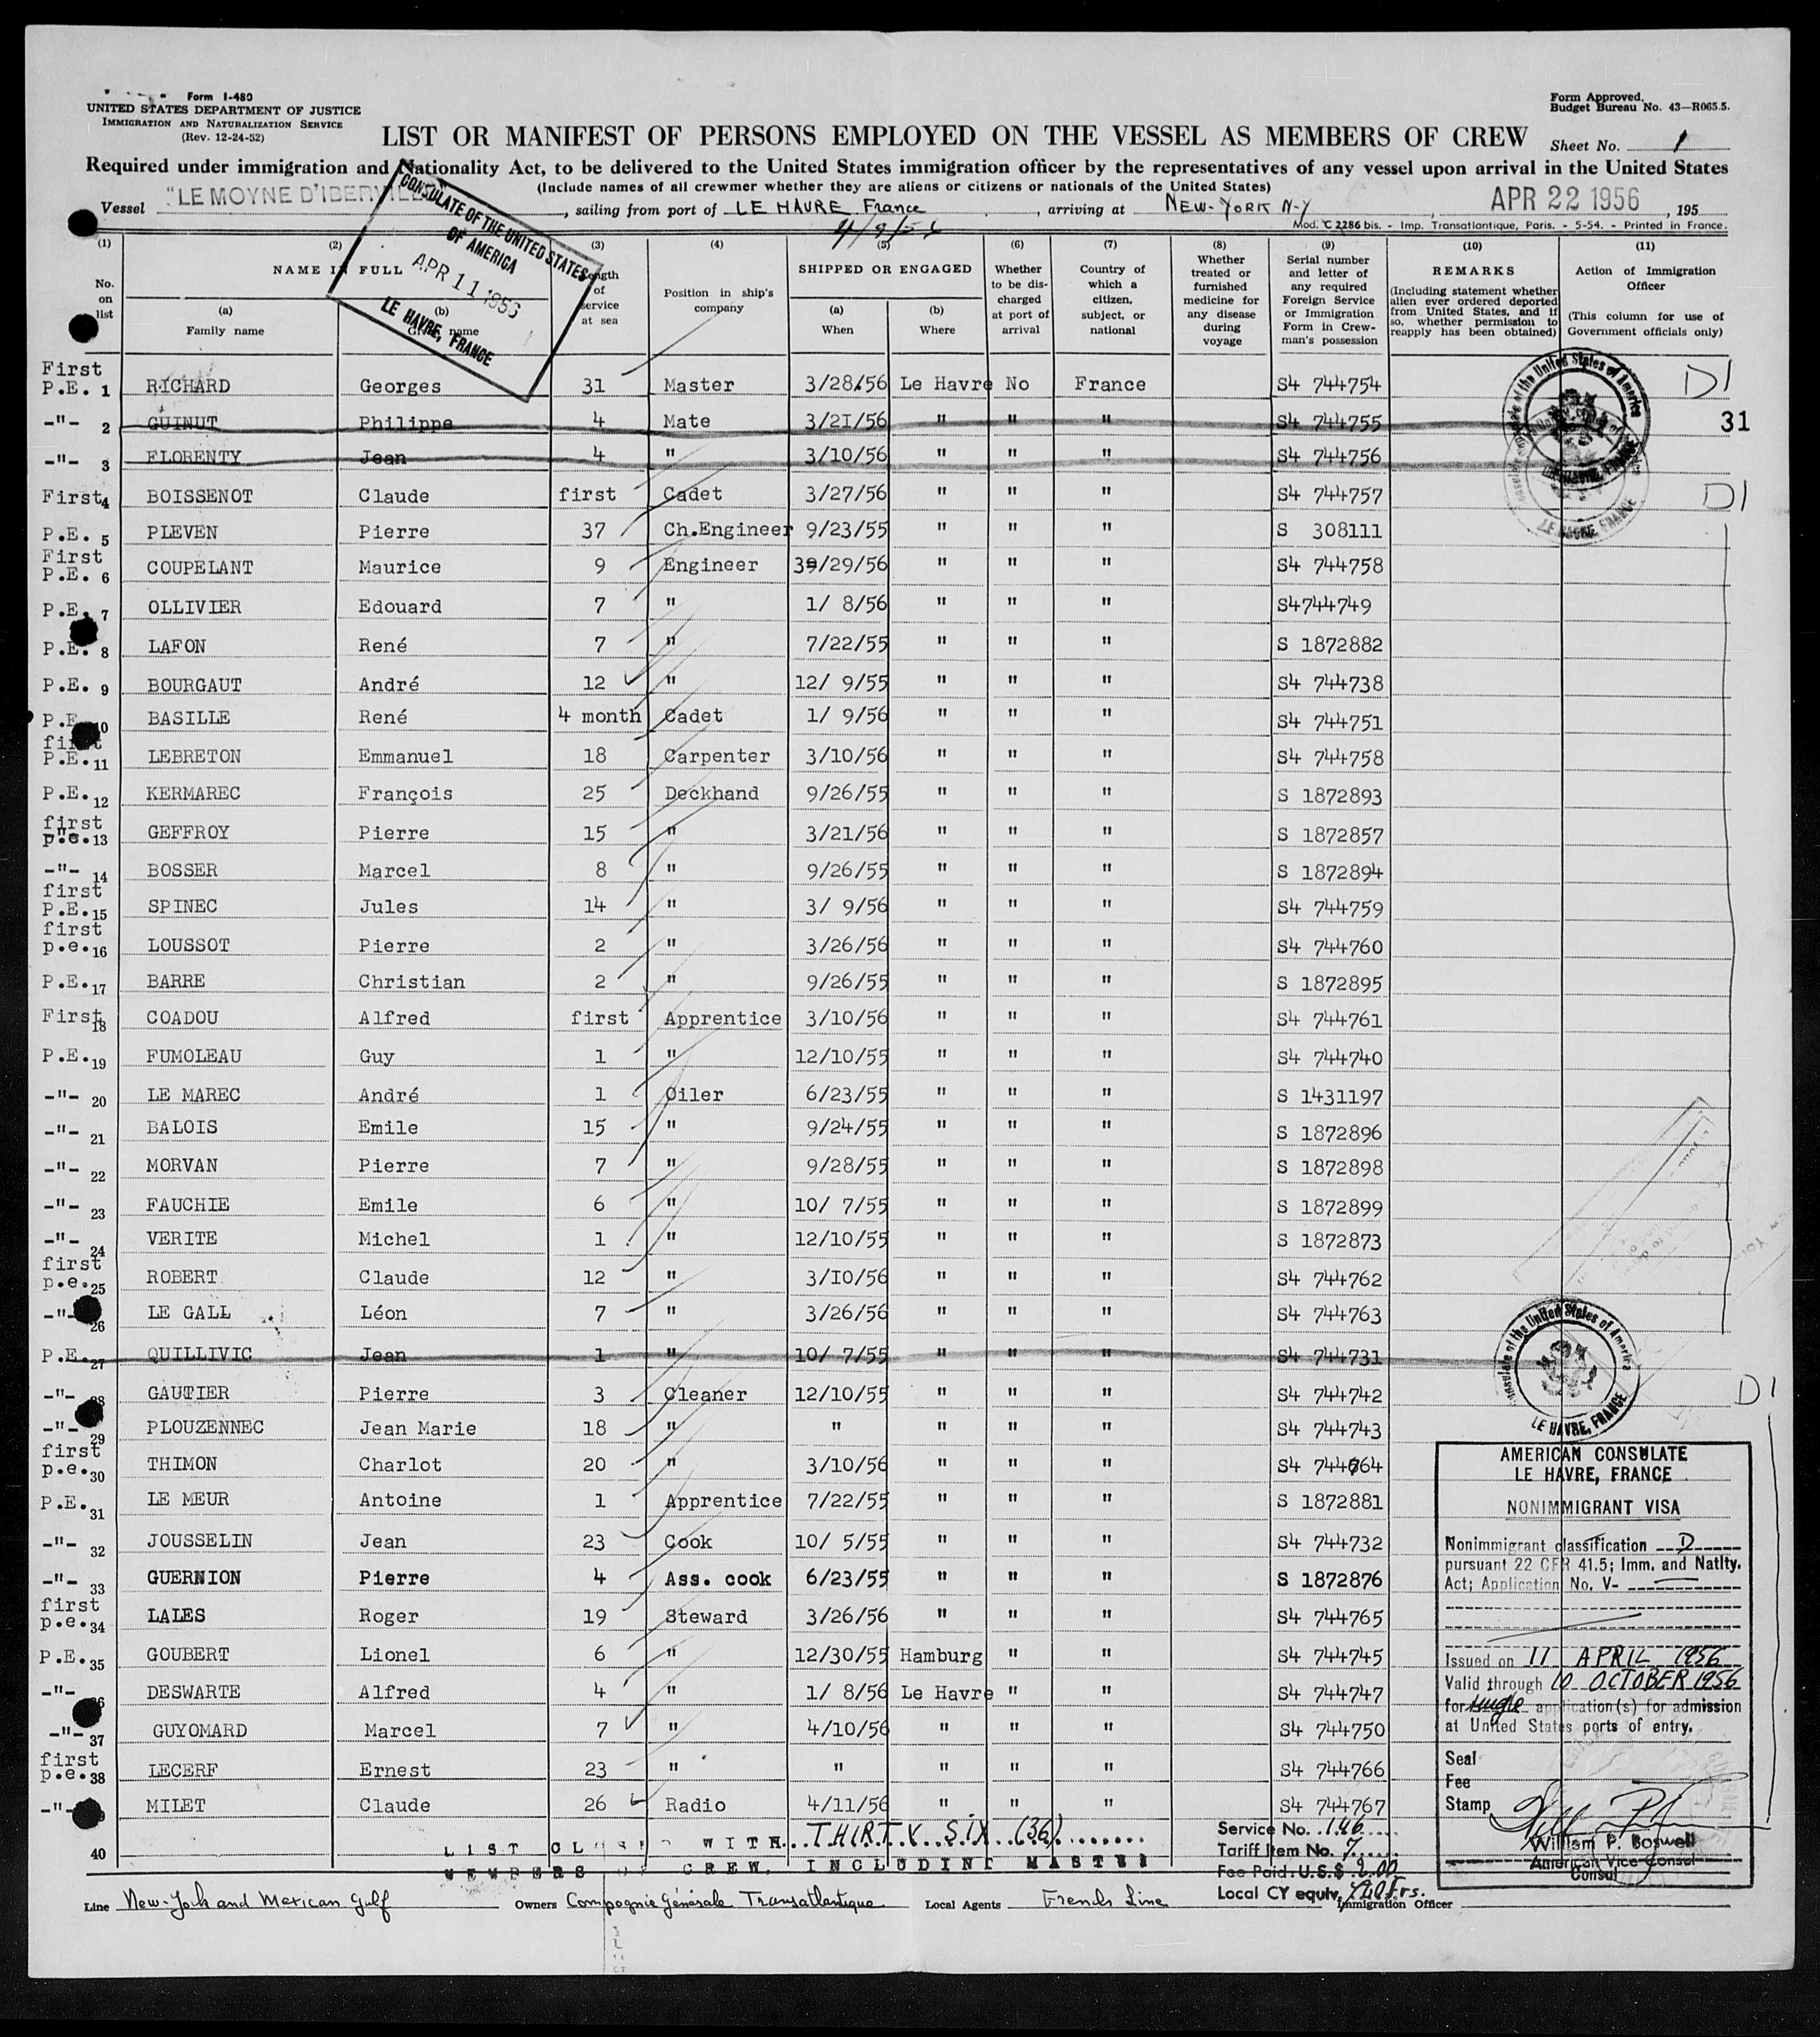 Form I-480
UNITED STATES DEPARTMENT OF JUSTICE
IMMIGRATION AND NATURALIZATION SERVICE
(Rev. 12-24-52)
Form Approved.
Budget Bureau No. 43—R065.5.
LIST OR MANIFEST OF PERSONS EMPLOYED ON THE VESSEL AS MEMBERS OF CREW
Sheet No. 1
Required under immigration and Nationality Act, to be delivered to the United States immigration officer by the representatives of any vessel upon arrival in the United States
(Include names of all crewmer whether they are aliens or citizens or nationals of the United States)
Vessel "LE MOYNE D'IBERVILLE, sailing from port of LE HAVRE France, arriving at NEW-YORK N-Y, APR 22 1956, 195
Mod. C 2286 bis. - Imp. Transatlantique, Paris. - 5-54. - Printed in France.
CONSULATE OF THE UNITED STATES
OF AMERICA
APR 11 1956
LE HAVRE, FRANCE
(1) (2) (3) (4) (5) (6) (7) (8) (9) (10) (11)
No. on list
NAME IN FULL
(a) Family name
(b) Given name
Length of service at sea
Position in ship's company
SHIPPED OR ENGAGED
(a) When
(b) Where
Whether to be discharged at port of arrival
Country of which a citizen, subject, or national
Whether treated or furnished medicine for any disease during voyage
Serial number and letter of any required Foreign Service or Immigration Form in Crewman's possession
REMARKS
(Including statement whether alien ever ordered deported from United States, and if so, whether permission to reapply has been obtained)
Action of Immigration Officer
(This column for use of Government officials only)
First P.E. 1 RICHARD Georges 31 Master 3/28/56 Le Havre No France S4 744754 D1
-"- 2 GUINUT Philippe 4 Mate 3/21/56 " " " S4 744755 31
-"- 3 FLORENTY Jean 4 " 3/10/56 " " " S4 744756
First 4 BOISSENOT Claude first Cadet 3/27/56 " " " S4 744757 D1
P.E. 5 PLEVEN Pierre 37 Ch.Engineer 9/23/55 " " " S 308111
First P.E. 6 COUPELANT Maurice 9 Engineer 39/29/56 " " " S4 744758
P.E. 7 OLLIVIER Edouard 7 " 1/ 8/56 " " " S4744749
P.E. 8 LAFON René 7 " 7/22/55 " " " S 1872882
P.E. 9 BOURGAUT André 12 " 12/ 9/55 " " " S4 744738
P.E. 10 BASILLE René 4 month Cadet 1/ 9/56 " " " S4 744751
first P.E. 11 LEBRETON Emmanuel 18 Carpenter 3/10/56 " " " S4 744758
P.E. 12 KERMAREC François 25 Deckhand 9/26/55 " " " S 1872893
first p.e. 13 GEFFROY Pierre 15 " 3/21/56 " " " S 1872857
-"- 14 BOSSER Marcel 8 " 9/26/55 " " " S 1872894
first P.E. 15 SPINEC Jules 14 " 3/ 9/56 " " " S4 744759
first p.e. 16 LOUSSOT Pierre 2 " 3/26/56 " " " S4 744760
P.E. 17 BARRE Christian 2 " 9/26/55 " " " S 1872895
First 18 COADOU Alfred first Apprentice 3/10/56 " " " S4 744761
P.E. 19 FUMOLEAU Guy 1 " 12/10/55 " " " S4 744740
-"- 20 LE MAREC André 1 Oiler 6/23/55 " " " S 1431197
-"- 21 BALOIS Emile 15 " 9/24/55 " " " S 1872896
-"- 22 MORVAN Pierre 7 " 9/28/55 " " " S 1872898
-"- 23 FAUCHIE Emile 6 " 10/ 7/55 " " " S 1872899
-"- 24 VERITE Michel 1 " 12/10/55 " " " S 1872873
first p.e. 25 ROBERT Claude 12 " 3/10/56 " " " S4 744762
-"- 26 LE GALL Léon 7 " 3/26/56 " " " S4 744763
P.E. 27 QUILLIVIC Jean 1 " 10/ 7/55 " " " S4 744731
-"- 28 GAUTIER Pierre 3 Cleaner 12/10/55 " " " S4 744742 D1
-"- 29 PLOUZENNEC Jean Marie 18 " " " " " S4 744743
first p.e. 30 THIMON Charlot 20 " 3/10/56 " " " S4 744764
P.E. 31 LE MEUR Antoine 1 Apprentice 7/22/55 " " " S 1872881
-"- 32 JOUSSELIN Jean 23 Cook 10/ 5/55 " " " S4 744732
-"- 33 GUERNION Pierre 4 Ass. cook 6/23/55 " " " S 1872876
first p.e. 34 LALES Roger 19 Steward 3/26/56 " " " S4 744765
P.E. 35 GOUBERT Lionel 6 " 12/30/55 Hamburg " " S4 744745
-"- 36 DESWARTE Alfred 4 " 1/ 8/56 Le Havre " " S4 744747
-"- 37 GUYOMARD Marcel 7 " 4/10/56 " " " S4 744750
first p.e. 38 LECERF Ernest 23 " " " " " S4 744766
-"- MILET Claude 26 Radio 4/11/56 " " " S4 744767
40 LIST CLOSED WITH...THIRTY SIX (36)........
MEMBERS OF CREW, INCLUDING MASTER
Consulate of the United States of America
LE HAVRE, FRANCE
Consulate of the United States of America
LE HAVRE, FRANCE
AMERICAN CONSULATE
LE HAVRE, FRANCE
NONIMMIGRANT VISA
Nonimmigrant classification D
pursuant 22 CFR 41.5; Imm. and Natlty.
Act; Application No. V-
Issued on 11 APRIL 1956
Valid through 10 OCTOBER 1956
for single application(s) for admission
at United States ports of entry.
Seal
Fee
Stamp
William P. Boswell
American Vice Consul
Consul
Service No. 146
Tariff Item No. 7
Fee Paid: U.S.$ 2.00
Local CY equiv. 700 Frs.
Line New-York and Mexican Gulf Owners Compagnie Générale Transatlantique Local Agents French Line Immigration Officer